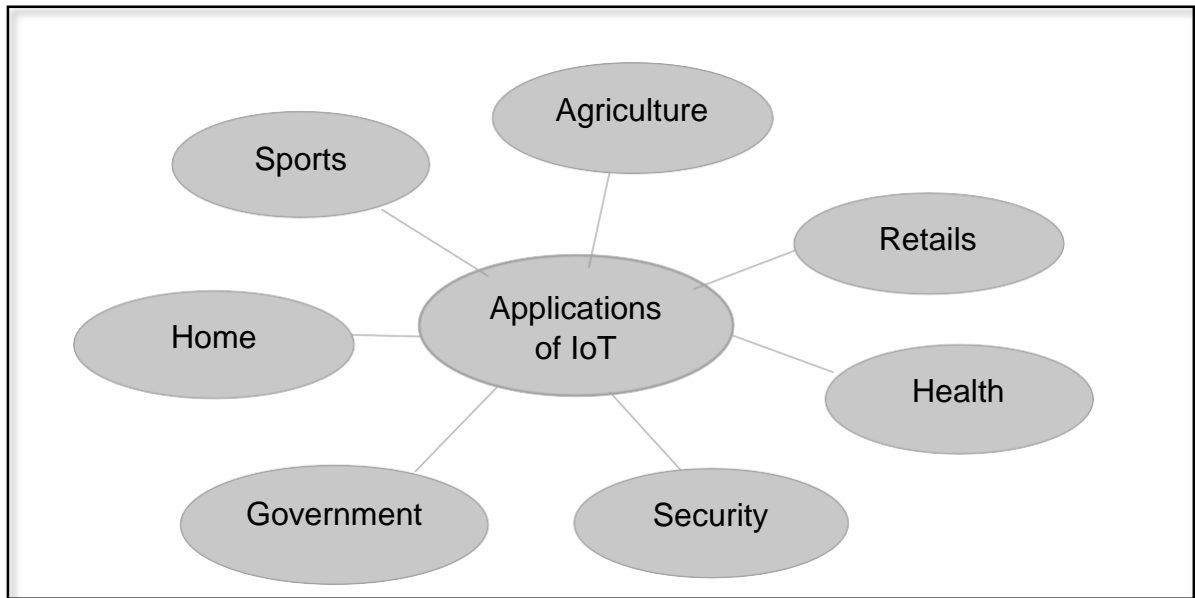 Agriculture
Sports
Retails
Applications
of IoT
Home
Health
Government
Security